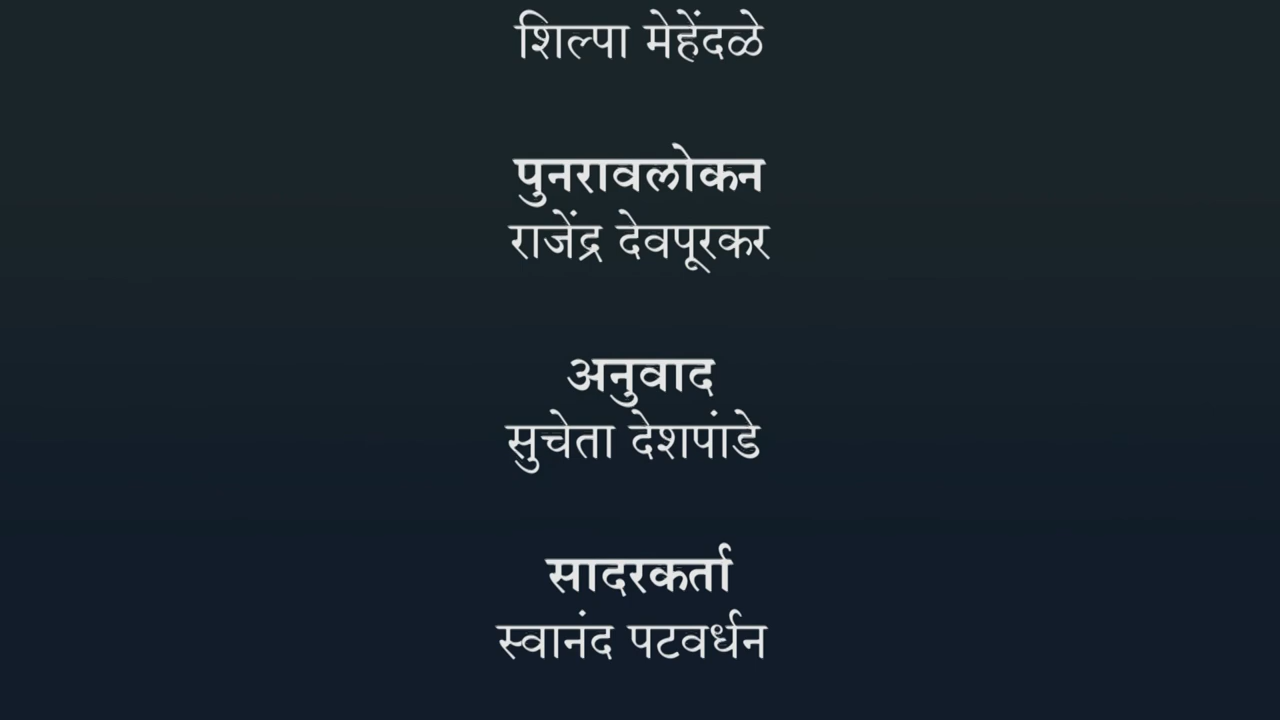 शिल्पा मेहेंदळे
पुनरावलोकन
राजेंद्र देवपूरकर
अनुवाद
सुचेता देशपांडे
सादरकर्ता
स्वानंद पटवर्धन